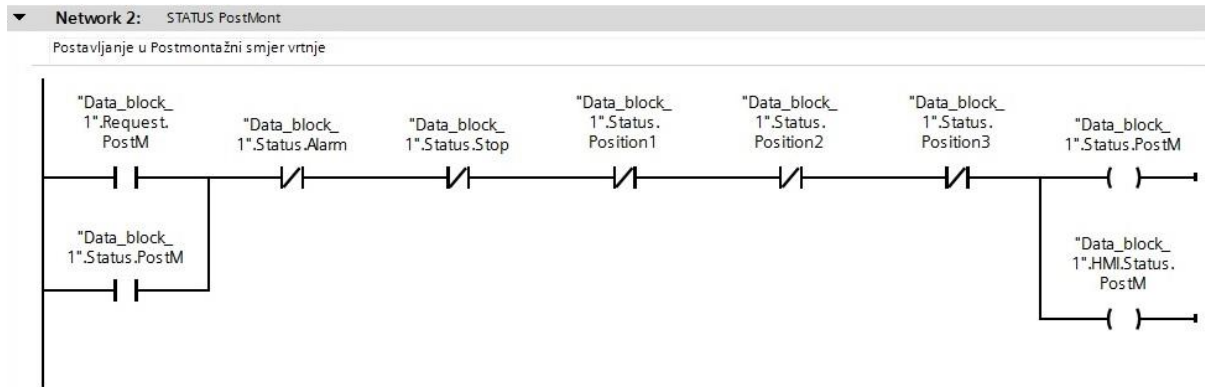 Network 2: STATUS PostMont
Postavljanje u Postmontažni smjer vrtnje
"Data_block_
1".Request.
PostM
"Data_block_
1".Status.Alarm
"Data_block_
1".Status.Stop
"Data_block_
1".Status.
Position1
"Data_block_
1".Status.
Position2
"Data_block_
1".Status.
Position3
"Data_block_
1".Status.PostM
"Data_block_
1".Status.PostM
"Data_block_
1".HMI.Status.
PostM